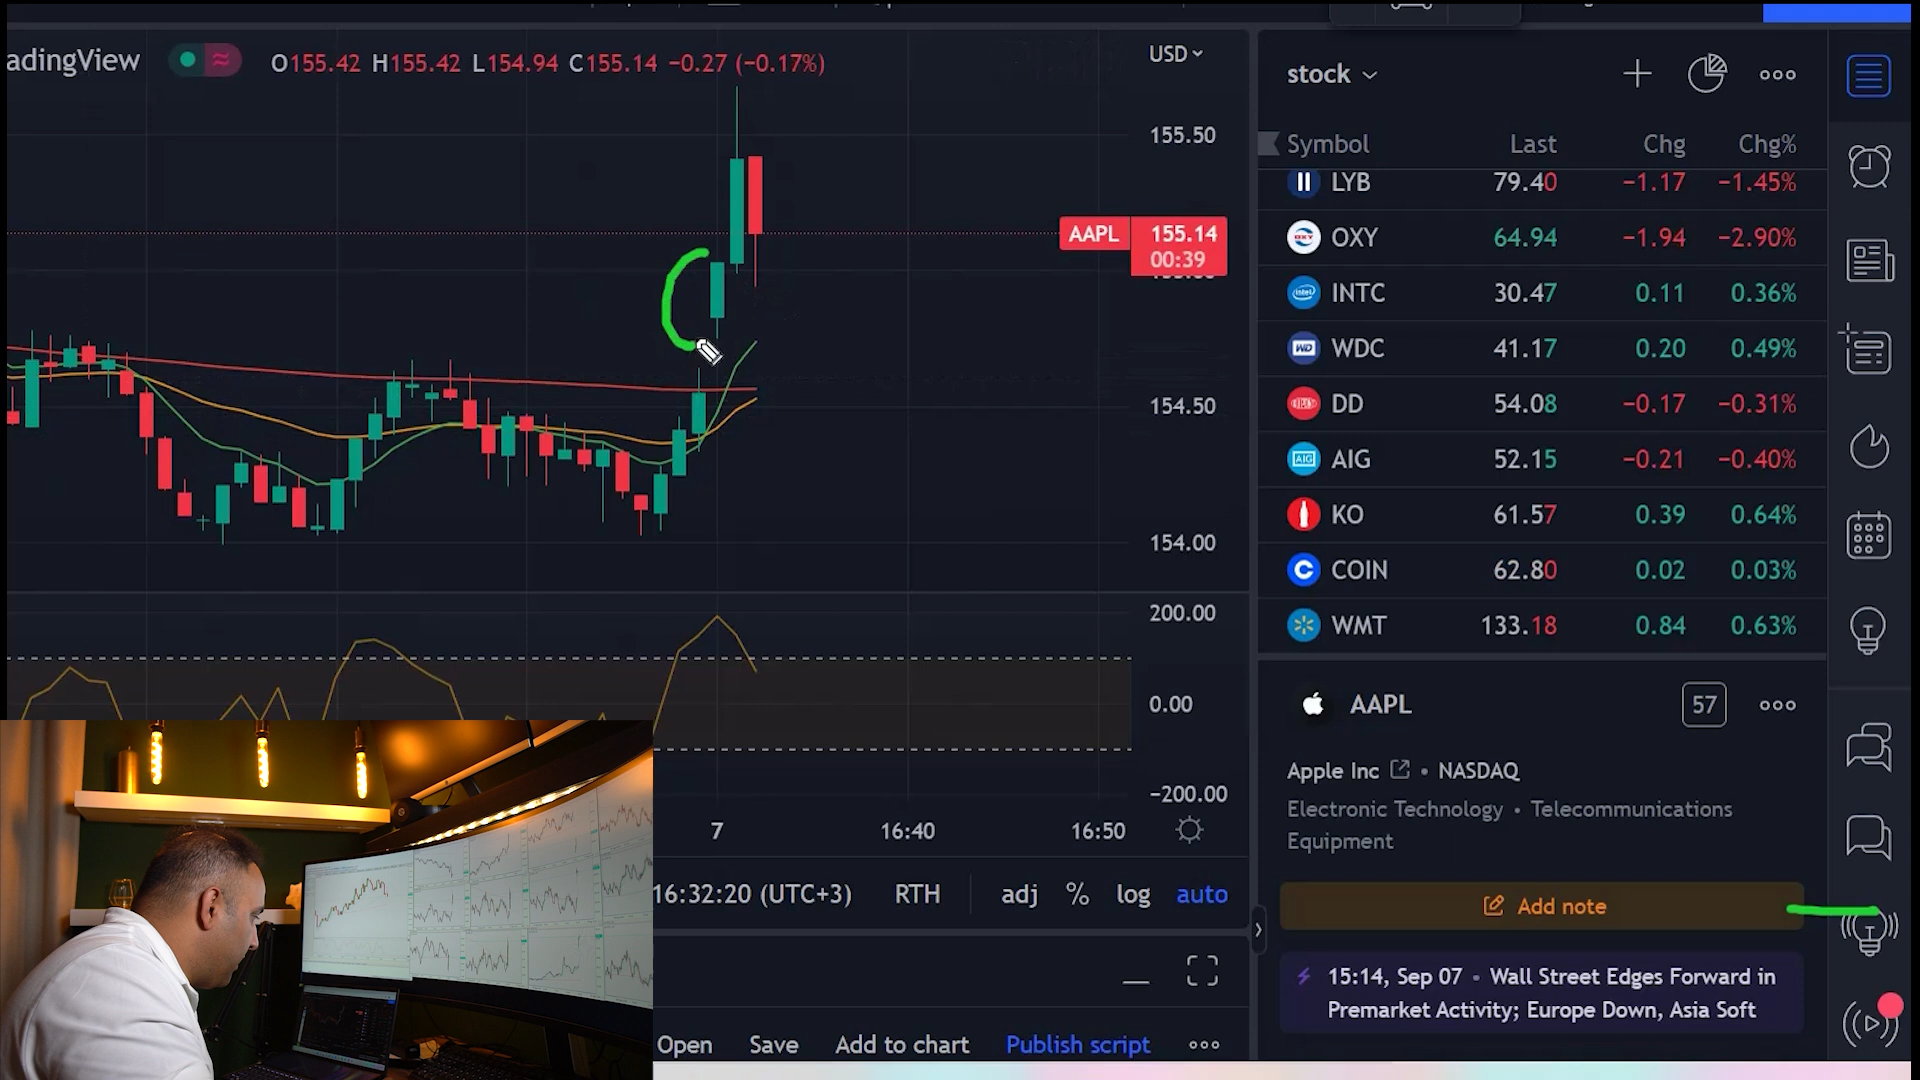 adingView
O155.42 H155.42 L154.94 C155.14 −0.27 (−0.17%)
USD
155.50
AAPL 155.14
00:39
154.50
154.00
200.00
0.00
−200.00
7 16:40 16:50
16:32:20 (UTC+3) RTH adj % log auto
Open Save Add to chart Publish script
stock
Symbol Last Chg Chg%
LYB 79.40 −1.17 −1.45%
OXY 64.94 −1.94 −2.90%
INTC 30.47 0.11 0.36%
WDC 41.17 0.20 0.49%
DD 54.08 −0.17 −0.31%
AIG 52.15 −0.21 −0.40%
KO 61.57 0.39 0.64%
COIN 62.80 0.02 0.03%
WMT 133.18 0.84 0.63%
AAPL 57
Apple Inc • NASDAQ
Electronic Technology • Telecommunications
Equipment
Add note
15:14, Sep 07 • Wall Street Edges Forward in
Premarket Activity; Europe Down, Asia Soft